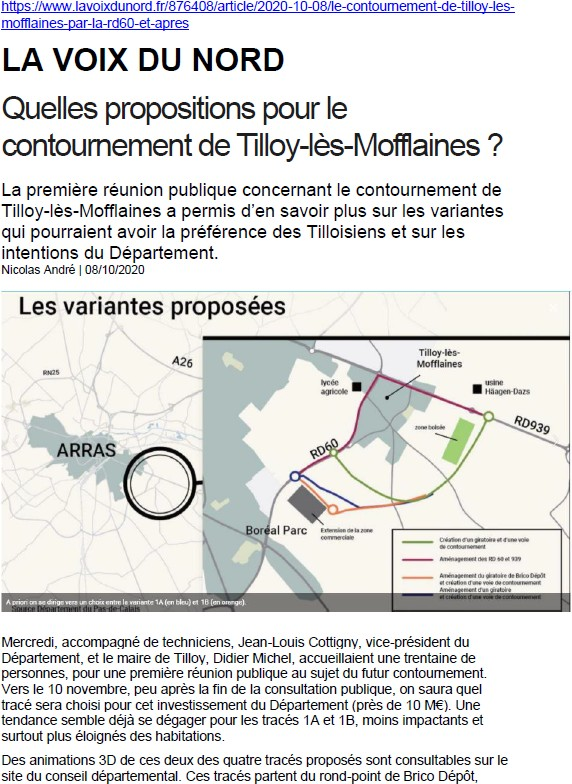 https://www.lavoixdunord.fr/876408/article/2020-10-08/le-contournement-de-tilloy-les-
mofflaines-par-la-rd60-et-apres
LA VOIX DU NORD
Quelles propositions pour le
contournement de Tilloy-lès-Mofflaines ?
La première réunion publique concernant le contournement de
Tilloy-lès-Mofflaines a permis d’en savoir plus sur les variantes
qui pourraient avoir la préférence des Tilloisiens et sur les
intentions du Département.
Nicolas André | 08/10/2020
Les variantes proposées
A26
RN25
ARRAS
Tilloy-lès-
Mofflaines
lycée
agricole
usine
Häagen-Dazs
RD939
zone boisée
RD60
Boréal Parc
Extension de la zone
commerciale
Création d'un giratoire et d'une voie
de contournement
Aménagement des RD 60 et 939
Aménagement du giratoire de Brico Dépôt
et création d'une voie de contournement
Aménagement d'un giratoire
et création d'une voie de contournement
A priori on se dirige vers un choix entre la variante 1A (en bleu) et 1B (en orange).
Source Département du Pas-de-Calais
Mercredi, accompagné de techniciens, Jean-Louis Cottigny, vice-président du
Département, et le maire de Tilloy, Didier Michel, accueillaient une trentaine de
personnes, pour une première réunion publique au sujet du futur contournement.
Vers le 10 novembre, peu après la fin de la consultation publique, on saura quel
tracé sera choisi pour cet investissement du Département (près de 10 M€). Une
tendance semble déjà se dégager pour les tracés 1A et 1B, moins impactants et
surtout plus éloignés des habitations.
Des animations 3D de ces deux des quatre tracés proposés sont consultables sur le
site du conseil départemental. Ces tracés partent du rond-point de Brico Dépôt,